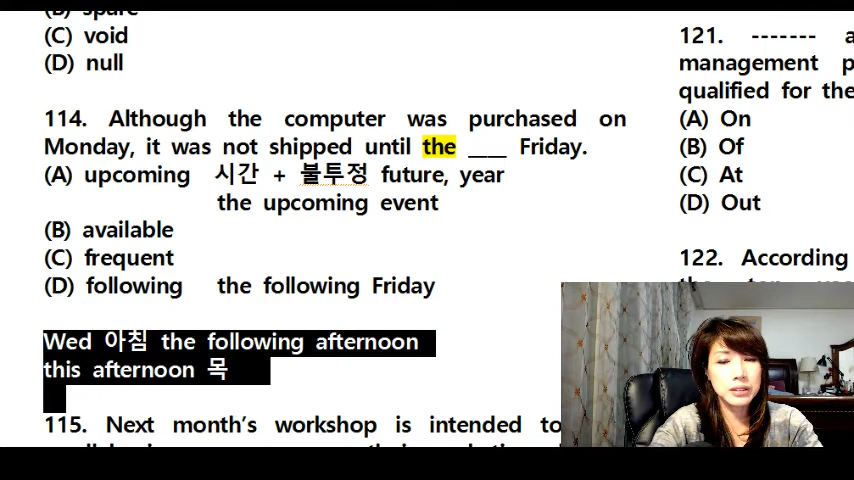 (B) spare
(C) void
(D) null
114. Although the computer was purchased on
Monday, it was not shipped until the ____ Friday.
(A) upcoming 시간 + 불투정 future, year
the upcoming event
(B) available
(C) frequent
(D) following the following Friday
Wed 아침 the following afternoon
this afternoon 목
115. Next month's workshop is intended to
121. ------- a
management p
qualified for the
(A) On
(B) Of
(C) At
(D) Out
122. According